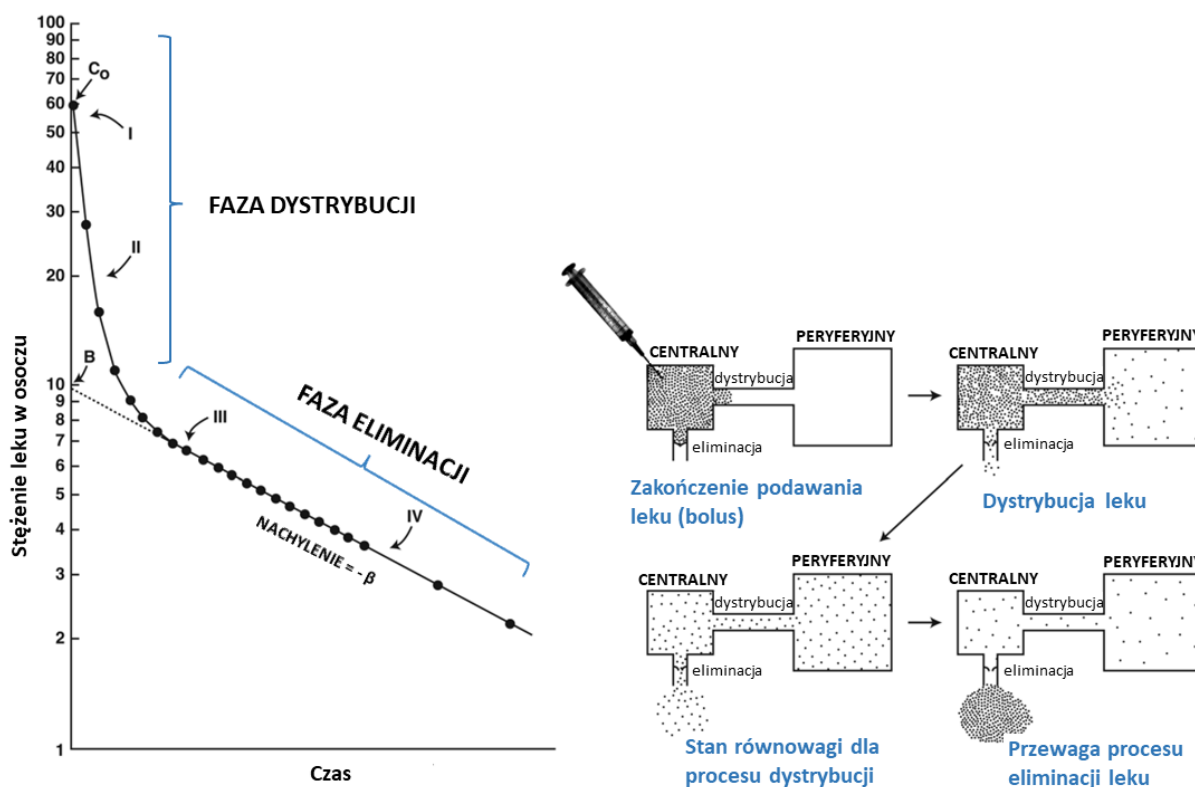 100
90
80
70
60
50
40
30
20
10
9
8
7
6
5
4
3
2
1
Stężenie leku w osoczu
Czas
C₀
I
II
B
III
IV
FAZA DYSTRYBUCJI
FAZA ELIMINACJI
NACHYLENIE = - β
CENTRALNY
dystrybucja
PERYFERYJNY
eliminacja
Zakończenie podawania
leku (bolus)
CENTRALNY
dystrybucja
PERYFERYJNY
eliminacja
Dystrybucja leku
CENTRALNY
dystrybucja
PERYFERYJNY
eliminacja
Stan równowagi dla
procesu dystrybucji
CENTRALNY
dystrybucja
PERYFERYJNY
eliminacja
Przewaga procesu
eliminacji leku